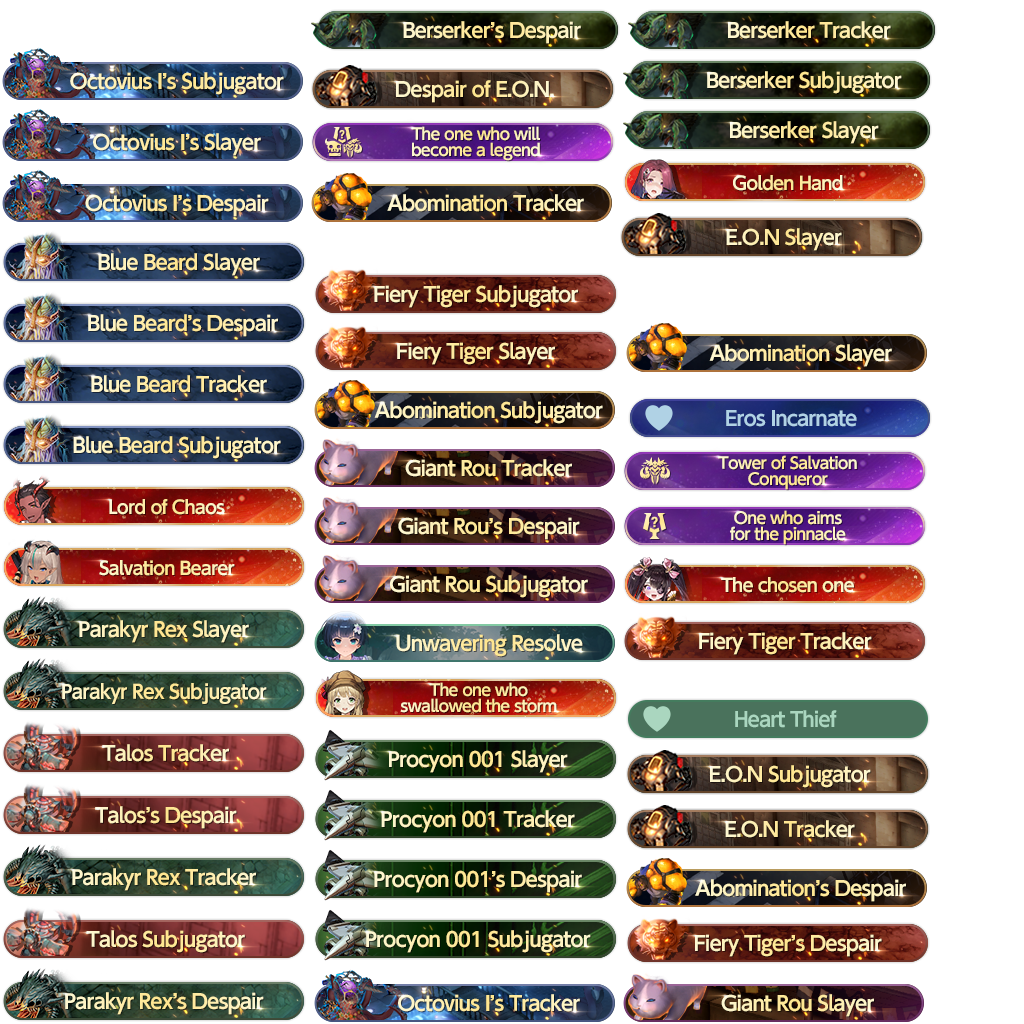 Octovius I's Subjugator
Octovius I's Slayer
Octovius I's Despair
Blue Beard Slayer
Blue Beard's Despair
Blue Beard Tracker
Blue Beard Subjugator
Lord of Chaos
Salvation Bearer
Parakyr Rex Slayer
Parakyr Rex Subjugator
Talos Tracker
Talos's Despair
Parakyr Rex Tracker
Talos Subjugator
Parakyr Rex's Despair
Berserker's Despair
Despair of E.O.N.
The one who will
become a legend
Abomination Tracker
Fiery Tiger Subjugator
Fiery Tiger Slayer
Abomination Subjugator
Giant Rou Tracker
Giant Rou's Despair
Giant Rou Subjugator
Unwavering Resolve
The one who
swallowed the storm
Procyon 001 Slayer
Procyon 001 Tracker
Procyon 001's Despair
Procyon 001 Subjugator
Octovius I's Tracker
Berserker Tracker
Berserker Subjugator
Berserker Slayer
Golden Hand
E.O.N Slayer
Abomination Slayer
Eros Incarnate
Tower of Salvation
Conqueror
One who aims
for the pinnacle
The chosen one
Fiery Tiger Tracker
Heart Thief
E.O.N Subjugator
E.O.N Tracker
Abomination's Despair
Fiery Tiger's Despair
Giant Rou Slayer